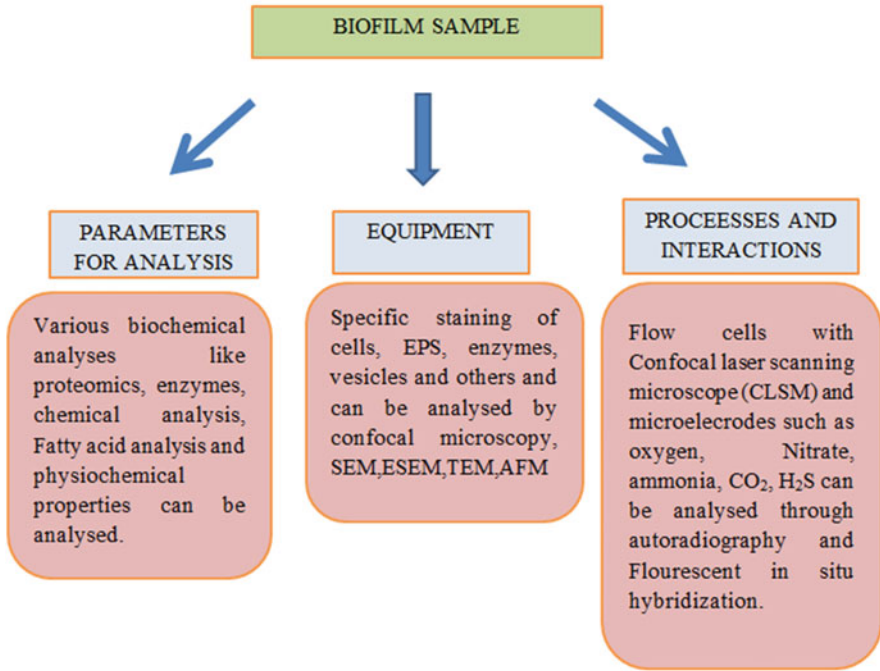 BIOFILM SAMPLE
PARAMETERS
FOR ANALYSIS
Various biochemical
analyses like
proteomics, enzymes,
chemical analysis,
Fatty acid analysis and
physiochemical
properties can be
analysed.
EQUIPMENT
Specific staining of
cells, EPS, enzymes,
vesicles and others and
can be analysed by
confocal microscopy,
SEM,ESEM,TEM,AFM
PROCEESSES AND
INTERACTIONS
Flow cells with
Confocal laser scanning
microscope (CLSM) and
microelecrodes such as
oxygen, Nitrate,
ammonia, CO₂, H₂S can
be analysed through
autoradiography and
Flourescent in situ
hybridization.